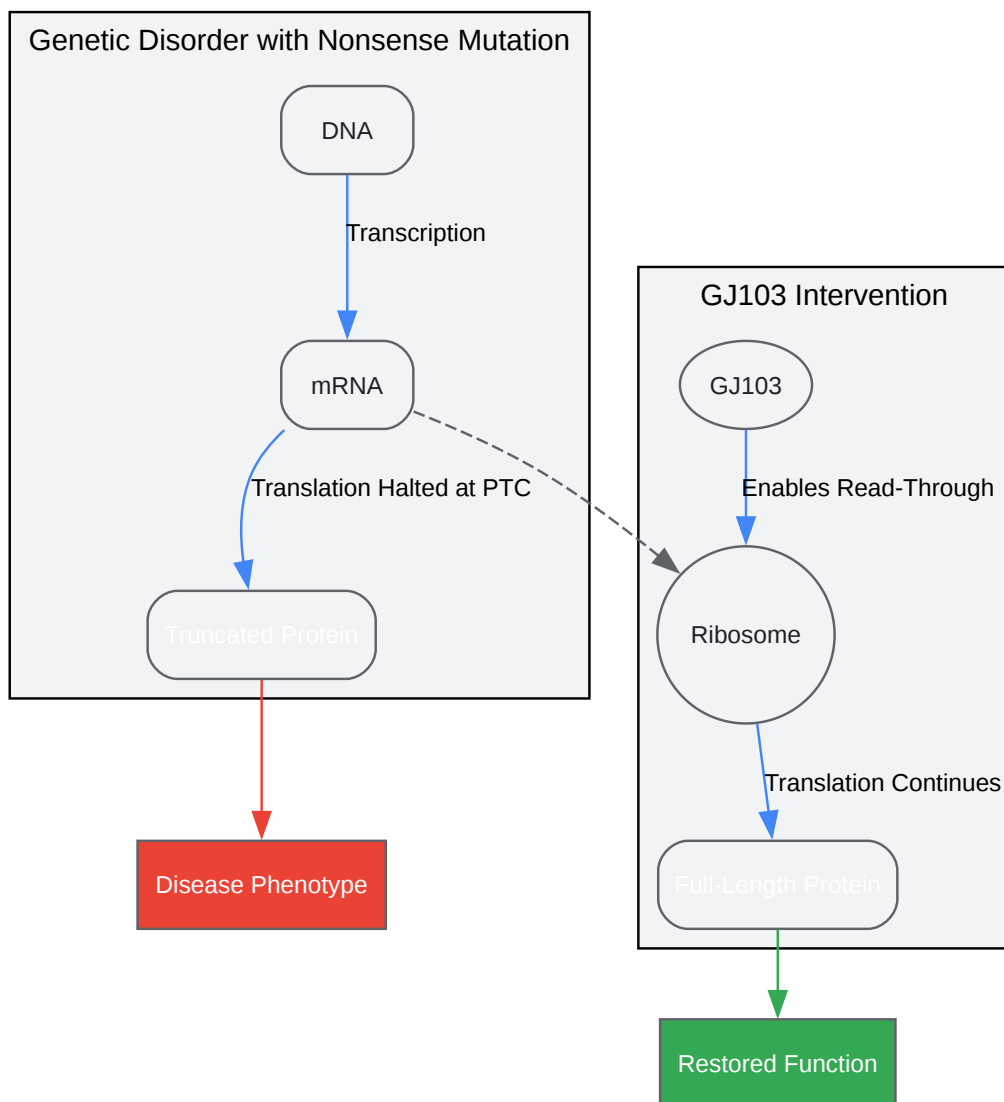 Genetic Disorder with Nonsense Mutation
DNA
Transcription
mRNA
Translation Halted at PTC
Truncated Protein
Disease Phenotype
GJ103 Intervention
GJ103
Enables Read-Through
Ribosome
Translation Continues
Full-Length Protein
Restored Function